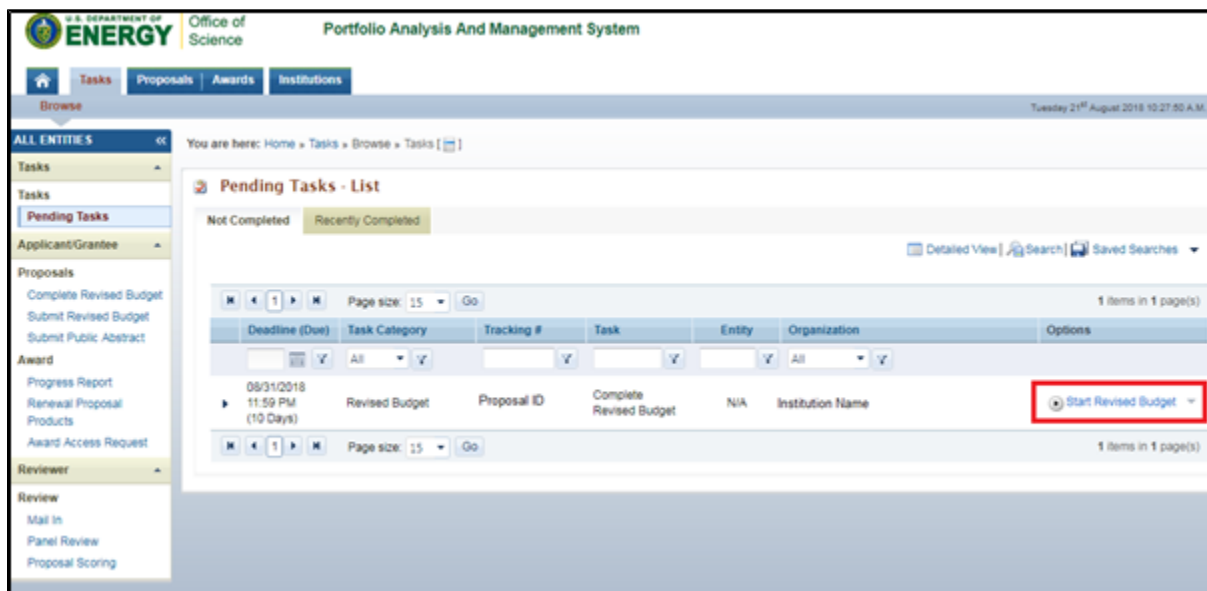 U.S. DEPARTMENT OF
ENERGY
Office of
Science
Portfolio Analysis And Management System
Tasks Proposals | Awards Institutions
Browse
Tuesday 21st August 2018 10:27:50 A.M.
ALL ENTITIES «
You are here: Home » Tasks » Browse » Tasks [ ]
Tasks
Tasks
Pending Tasks
Applicant/Grantee
Proposals
Complete Revised Budget
Submit Revised Budget
Submit Public Abstract
Award
Progress Report
Renewal Proposal
Products
Award Access Request
Reviewer
Review
Mail In
Panel Review
Proposal Scoring
Pending Tasks - List
Not Completed Recently Completed
Detailed View | Search | Saved Searches
1 Page size: 15 Go 1 items in 1 page(s)
Deadline (Due) Task Category Tracking # Task Entity Organization Options
All All
08/31/2018
11:59 PM
(10 Days)
Revised Budget
Proposal ID
Complete
Revised Budget
N/A
Institution Name
Start Revised Budget
1 Page size: 15 Go 1 items in 1 page(s)